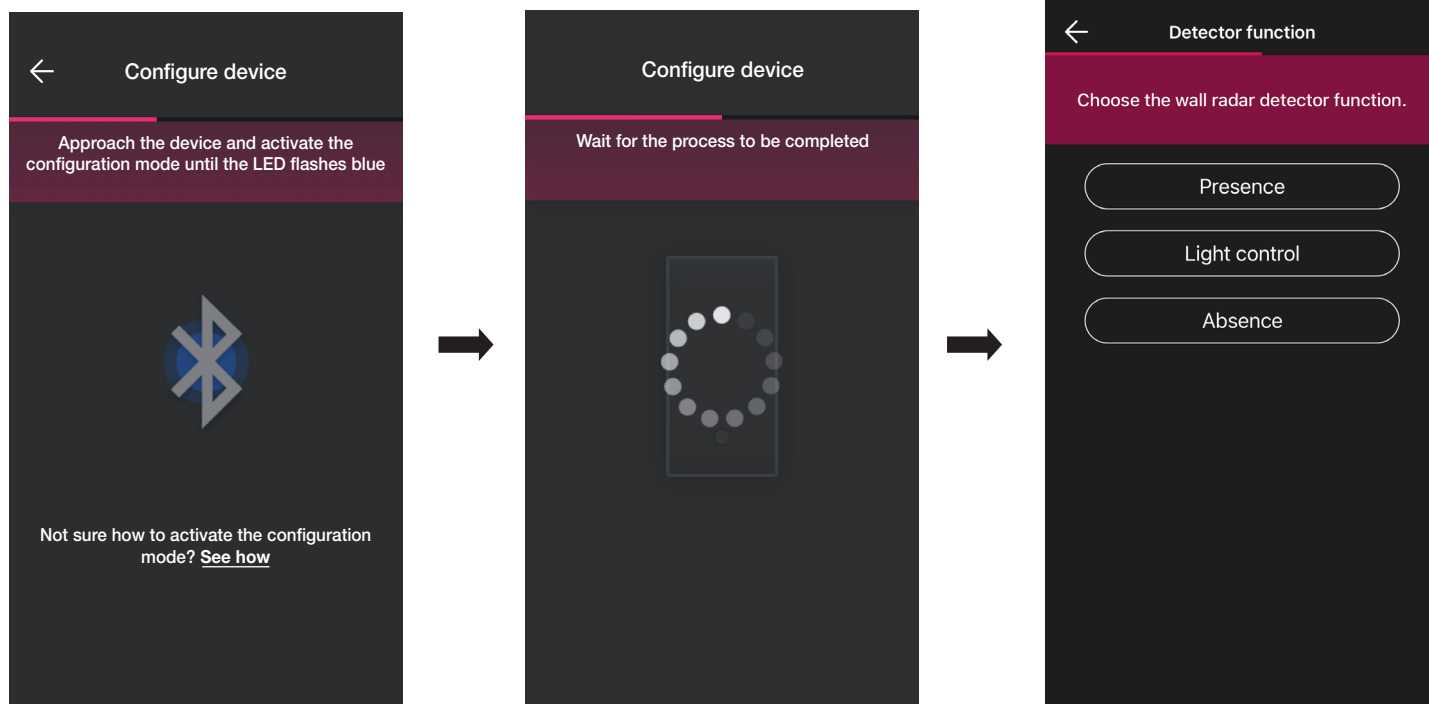 Configure device
Approach the device and activate the
configuration mode until the LED flashes blue
Not sure how to activate the configuration
mode? See how
Configure device
Wait for the process to be completed
Detector function
Choose the wall radar detector function.
Presence
Light control
Absence